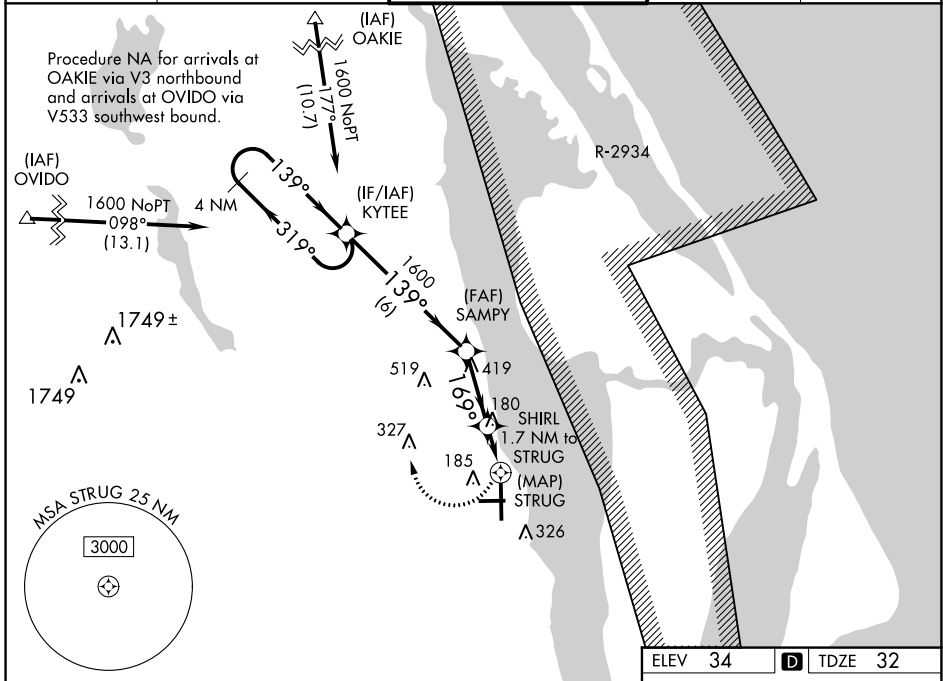 (IAF)
OAKIE
Procedure NA for arrivals at
OAKIE via V3 northbound
and arrivals at OVIDO via
V533 southwest bound.
1600 NoPT
177°
(10.7)
R-2934
(IAF)
OVIDO
1600 NoPT
098°
(13.1)
4 NM
139°
319°
(IF/IAF)
KYTEE
1600
139°
(6)
(FAF)
SAMPY
1749 ±
1749
519
419
169°
180
SHIRL
1.7 NM to
STRUG
327
185
(MAP)
STRUG
326
MSA STRUG 25 NM
3000
ELEV 34 D TDZE 32